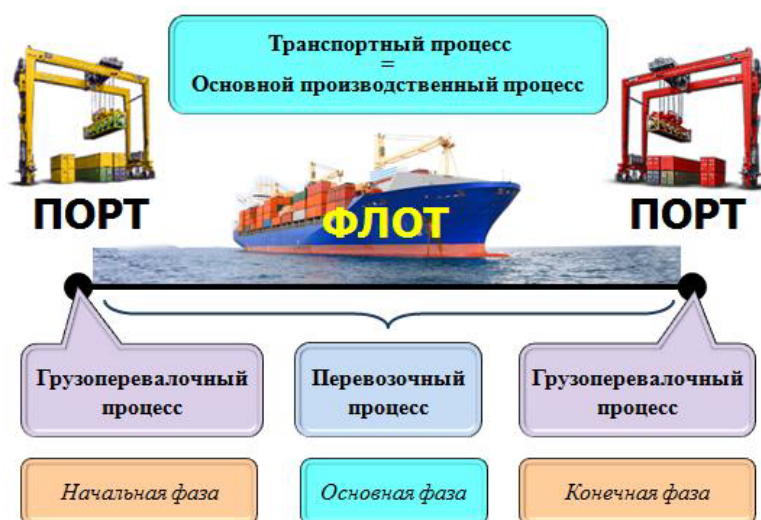 Транспортный процесс
=
Основной производственный процесс
ПОРТ
ФЛОТ
ПОРТ
Грузоперевалочный
процесс
Перевозочный
процесс
Грузоперевалочный
процесс
Начальная фаза
Основная фаза
Конечная фаза